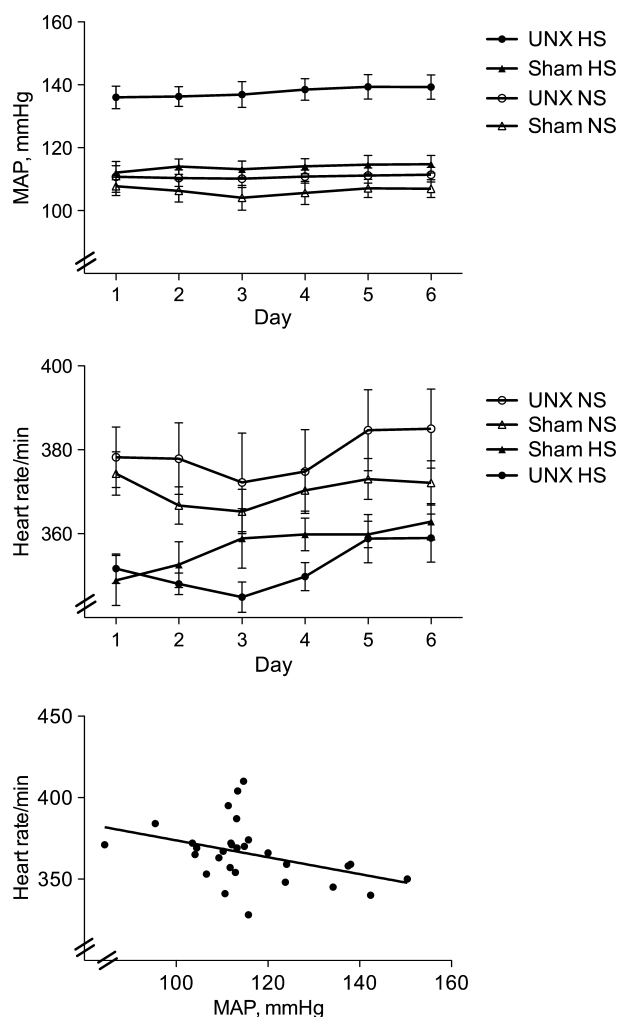 160
140
120
100
MAP, mmHg
1 2 3 4 5 6
Day
UNX HS
Sham HS
UNX NS
Sham NS
400
380
360
Heart rate/min
1 2 3 4 5 6
Day
UNX NS
Sham NS
Sham HS
UNX HS
450
400
350
Heart rate/min
100 120 140 160
MAP, mmHg